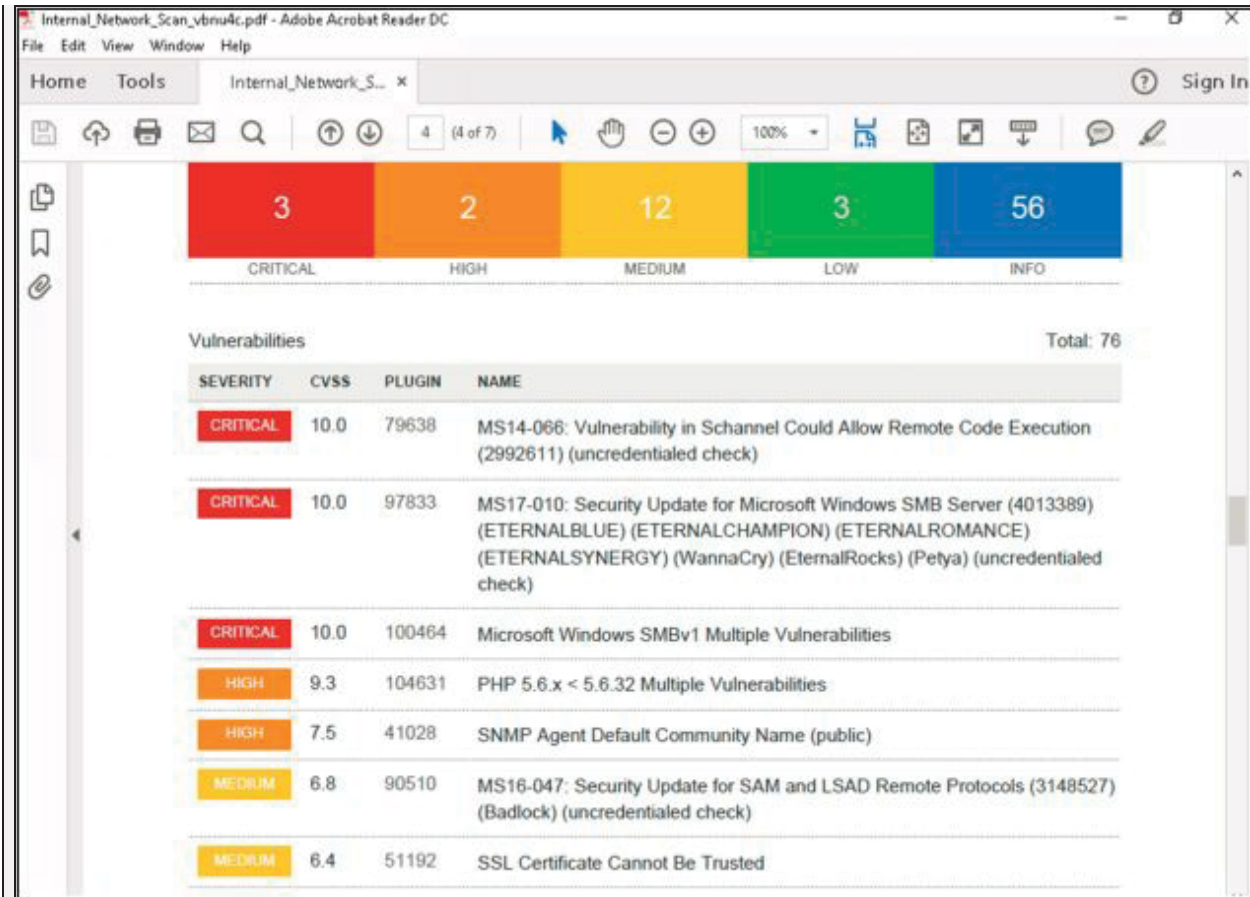 Internal_Network_Scan_vbnu4c.pdf - Adobe Acrobat Reader DC
File Edit View Window Help
Home Tools Internal_Network_S... × Sign In
4 (4 of 7) 100%
3 2 12 3 56
CRITICAL HIGH MEDIUM LOW INFO
Vulnerabilities Total: 76
SEVERITY CVSS PLUGIN NAME
CRITICAL 10.0 79638 MS14-066: Vulnerability in Schannel Could Allow Remote Code Execution
(2992611) (uncredentialed check)
CRITICAL 10.0 97833 MS17-010: Security Update for Microsoft Windows SMB Server (4013389)
(ETERNALBLUE) (ETERNALCHAMPION) (ETERNALROMANCE)
(ETERNALSYNERGY) (WannaCry) (EternalRocks) (Petya) (uncredentialed
check)
CRITICAL 10.0 100464 Microsoft Windows SMBv1 Multiple Vulnerabilities
HIGH 9.3 104631 PHP 5.6.x < 5.6.32 Multiple Vulnerabilities
HIGH 7.5 41028 SNMP Agent Default Community Name (public)
MEDIUM 6.8 90510 MS16-047: Security Update for SAM and LSAD Remote Protocols (3148527)
(Badlock) (uncredentialed check)
MEDIUM 6.4 51192 SSL Certificate Cannot Be Trusted